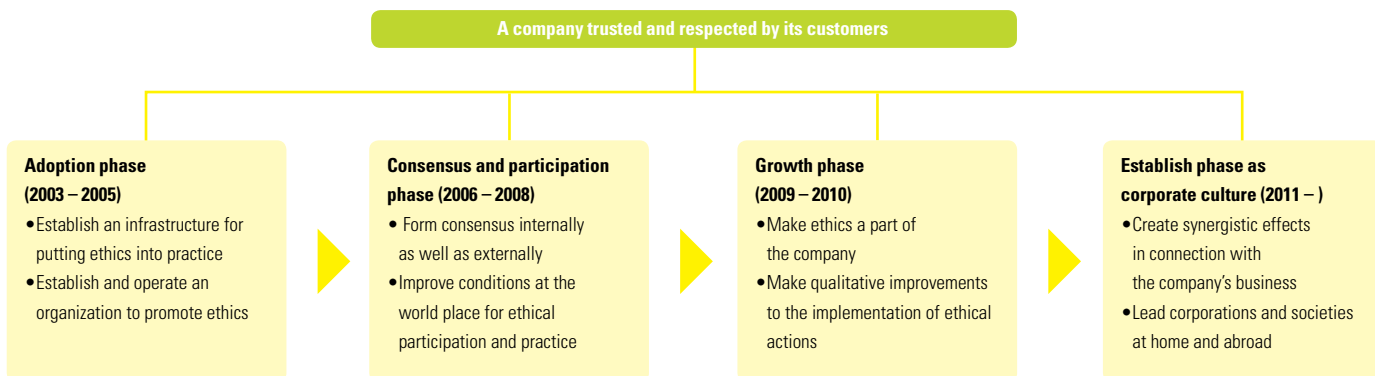 A company trusted and respected by its customers
Adoption phase
(2003 – 2005)
•Establish an infrastructure for
putting ethics into practice
•Establish and operate an
organization to promote ethics
Consensus and participation
phase (2006 – 2008)
• Form consensus internally
as well as externally
•Improve conditions at the
world place for ethical
participation and practice
Growth phase
(2009 – 2010)
•Make ethics a part of
the company
•Make qualitative improvements
to the implementation of ethical
actions
Establish phase as
corporate culture (2011 – )
•Create synergistic effects
in connection with
the company’s business
•Lead corporations and societies
at home and abroad